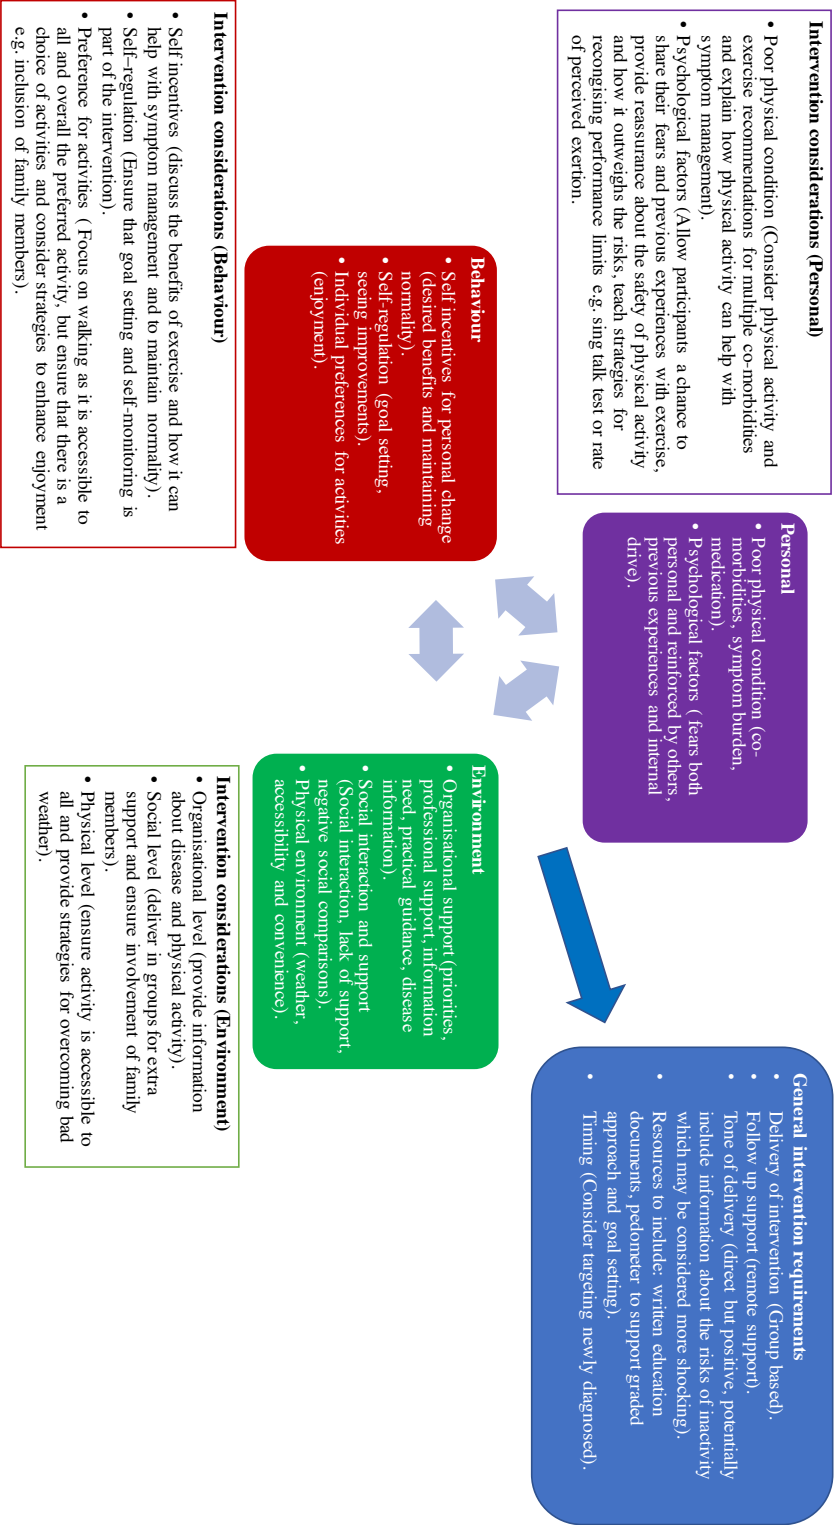 Intervention considerations (Personal)
• Poor physical condition (Consider physical activity and
exercise recommendations for multiple co-morbidities
and explain how physical activity can help with
symptom management).
• Psychological factors (Allow participants a chance to
share their fears and previous experiences with exercise,
provide reassurance about the safety of physical activity
and how it outweighs the risks, teach strategies for
recongising performance limits e.g. sing talk test or rate
of perceived exertion.
Personal
• Poor physical condition (co-
morbidities, symptom burden,
medication).
• Psychological factors ( fears both
personal and reinforced by others,
previous experiences and internal
drive).
General intervention requirements
• Delivery of intervention (Group based).
• Follow up support (remote support).
• Tone of delivery (direct but positive, potentially
include information about the risks of inactivity
which may be considered more shocking).
• Resources to include: written education
documents, pedometer to support graded
approach and goal setting).
• Timing (Consider targeting newly diagnosed).
Behaviour
• Self incentives for personal change
(desired benefits and maintaining
normality).
• Self-regulation (goal setting,
seeing improvements).
• Individual preferences for activities
(enjoyment).
Environment
• Organisational support (priorities,
professional support, information
need, practical guidance, disease
information).
• Social interaction and support
(Social interaction, lack of support,
negative social comparisons).
• Physical environment (weather,
accessibility and convenience).
Intervention considerations (Behaviour)
• Self incentives (discuss the benefits of exercise and how it can
help with symptom management and to maintain normality).
• Self–regulation (Ensure that goal setting and self-monitoring is
part of the intervention).
• Preference for activities ( Focus on walking as it is accessible to
all and overall the preferred activity, but ensure that there is a
choice of activities and consider strategies to enhance enjoyment
e.g. inclusion of family members).
Intervention considerations (Environment)
• Organisational level (provide information
about disease and physical activity).
• Social level (deliver in groups for extra
support and ensure involvement of family
members).
• Physical level (ensure activity is accessible to
all and provide strategies for overcoming bad
weather).